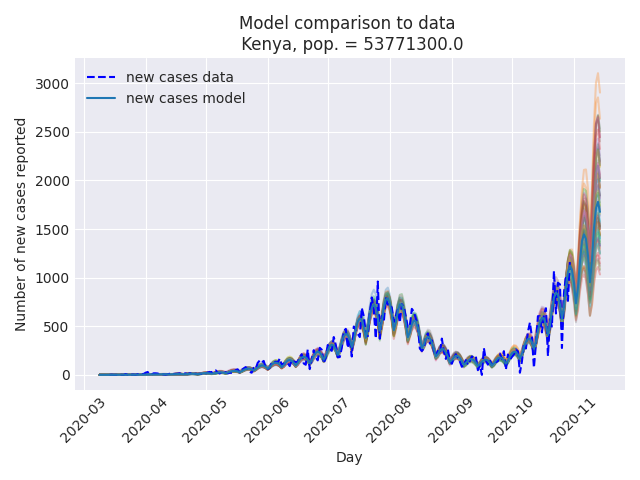 Model comparison to data
Kenya, pop. = 53771300.0
new cases data
new cases model
Number of new cases reported
3000
2500
2000
1500
1000
500
0
2020-03
2020-04
2020-05
2020-06
2020-07
2020-08
2020-09
2020-10
2020-11
Day